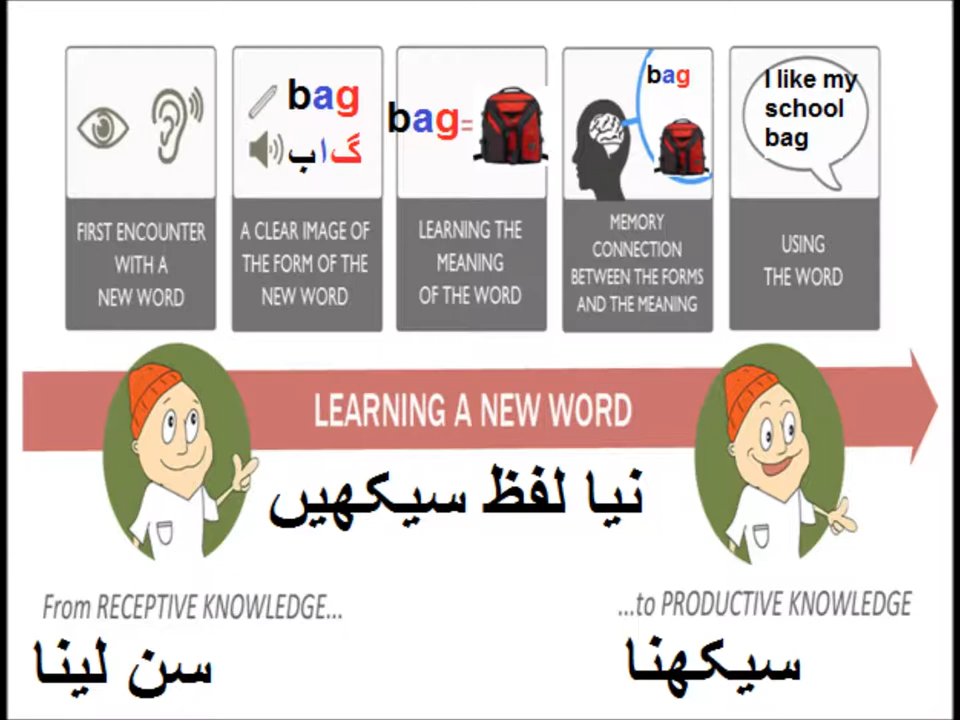 bag
گاب
bag=
bag
I like my
school
bag
FIRST ENCOUNTER
WITH A
NEW WORD
A CLEAR IMAGE OF
THE FORM OF THE
NEW WORD
LEARNING THE
MEANING
OF THE WORD
MEMORY
CONNECTION
BETWEEN THE FORMS
AND THE MEANING
USING
THE WORD
LEARNING A NEW WORD
نیا لفظ سیکھیں
From RECEPTIVE KNOWLEDGE...
...to PRODUCTIVE KNOWLEDGE
سن لینا
سیکھنا